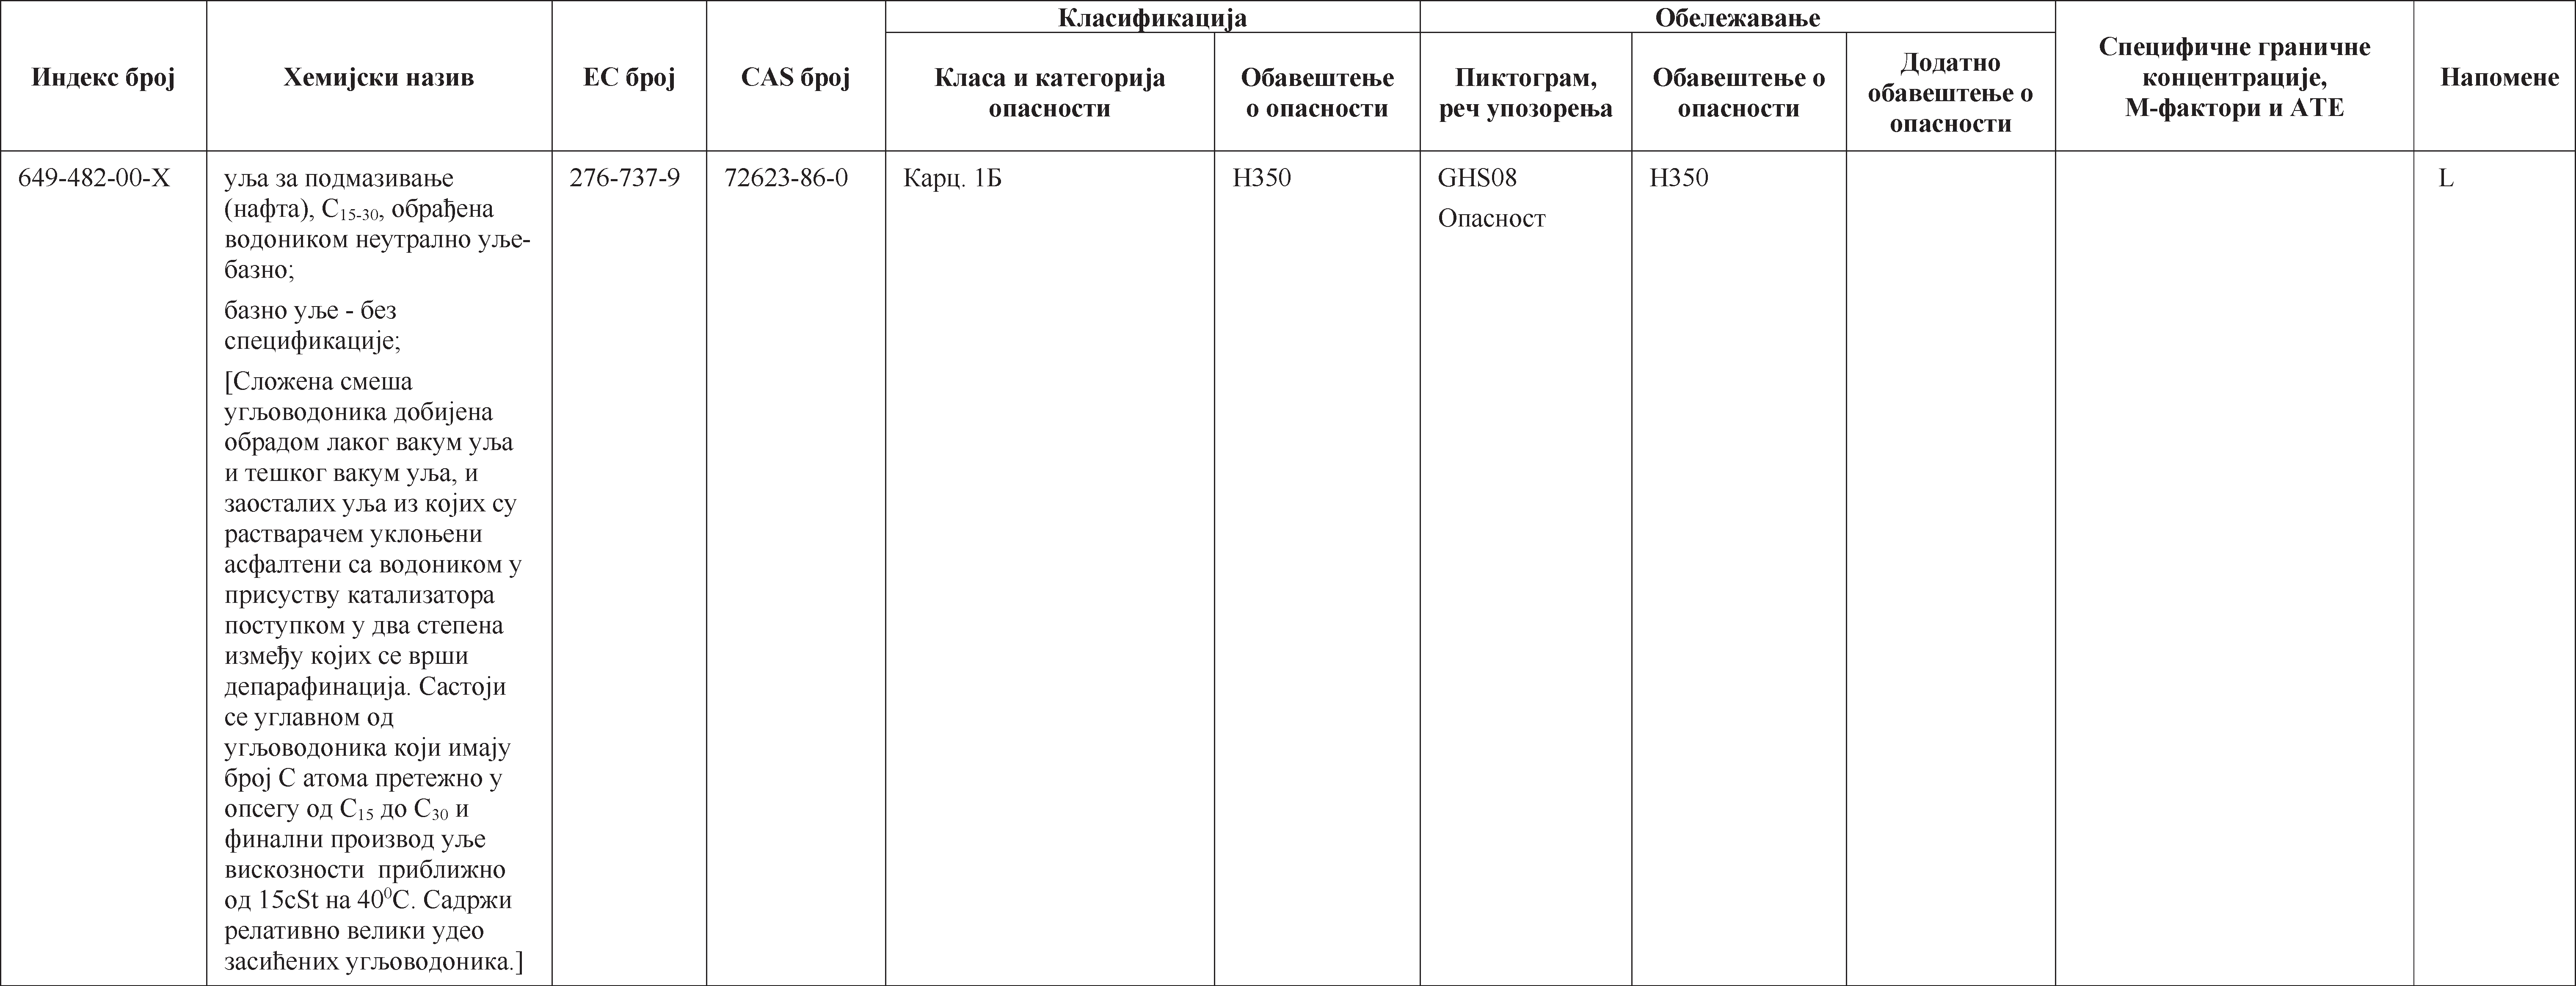 Индекс број
Хемијски назив
ЕС број
CAS број
Класификација
Класа и категорија
опасности
Обавештење
о опасности
Обележавање
Пиктограм,
реч упозорења
Обавештење о
опасности
Додатно
обавештење о
опасности
Специфичне граничне
концентрације,
М-фактори и АТЕ
Напомене
649-482-00-X
уља за подмазивање
(нафта), C₁₅₋₃₀, обрађена
водоником неутрално уље-
базно;
базно уље - без
спецификације;
[Сложена смеша
угљоводоника добијена
обрадом лаког вакум уља
и тешког вакум уља, и
заосталих уља из којих су
растварачем уклоњени
асфалтени са водоником у
присуству катализатора
поступком у два степена
између којих се врши
депарафинација. Састоји
се углавном од
угљоводоника који имају
број С атома претежно у
опсегу од C₁₅ до C₃₀ и
финални производ уље
вискозности  приближно
од 15cSt на 40⁰C. Садржи
релативно велики удео
засићених угљоводоника.]
276-737-9
72623-86-0
Карц. 1Б
H350
GHS08
Опасност
H350
L